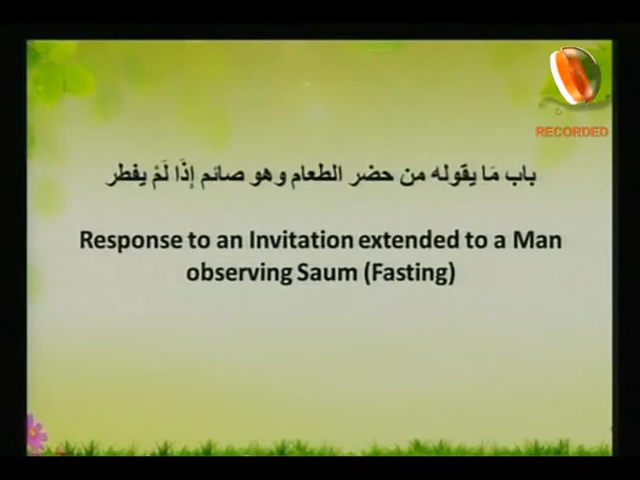 RECORDED
باب مَا يقوله من حضر الطعام وهو صائم إِذَا لَمْ يفطر
Response to an Invitation extended to a Man
observing Saum (Fasting)